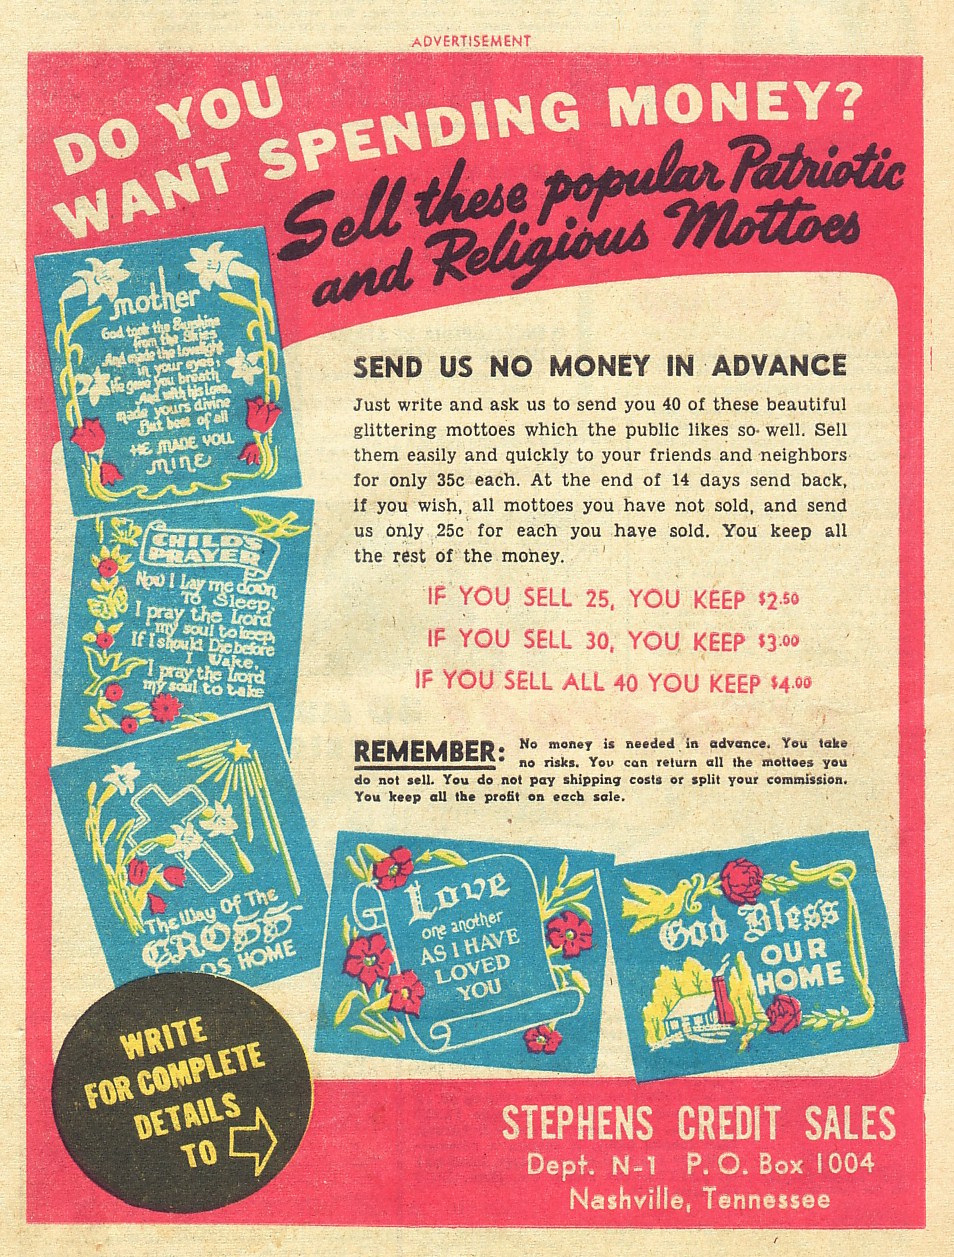 ADVERTISEMENT
DO YOU
WANT SPENDING MONEY?
Sell these popular Patriotic
and Religious Mottoes
mother
God took the Sunshine
from the Skies
And made the Lovelight
in your eyes;
He gave you breath
And with his Love,
made yours divine
But best of all
HE MADE YOU
MINE
CHILD'S
PRAYER
Now I Lay me down
To Sleep,
I pray the Lord
my soul to keep,
If I should Die before
I Wake,
I pray the Lord
my soul to take
The Way Of The
CROSS
DS HOME
SEND US NO MONEY IN ADVANCE
Just write and ask us to send you 40 of these beautiful
glittering mottoes which the public likes so well. Sell
them easily and quickly to your friends and neighbors
for only 35c each. At the end of 14 days send back,
if you wish, all mottoes you have not sold, and send
us only 25c for each you have sold. You keep all
the rest of the money.
IF YOU SELL 25, YOU KEEP $2.50
IF YOU SELL 30, YOU KEEP $3.00
IF YOU SELL ALL 40 YOU KEEP $4.00
REMEMBER: No money is needed in advance. You take
no risks. You can return all the mottoes you
do not sell. You do not pay shipping costs or split your commission.
You keep all the profit on each sale.
Love
one another
AS I HAVE
LOVED
YOU
God Bless
OUR
HOME
WRITE
FOR COMPLETE
DETAILS
TO
STEPHENS CREDIT SALES
Dept. N-1 P. O. Box 1004
Nashville, Tennessee